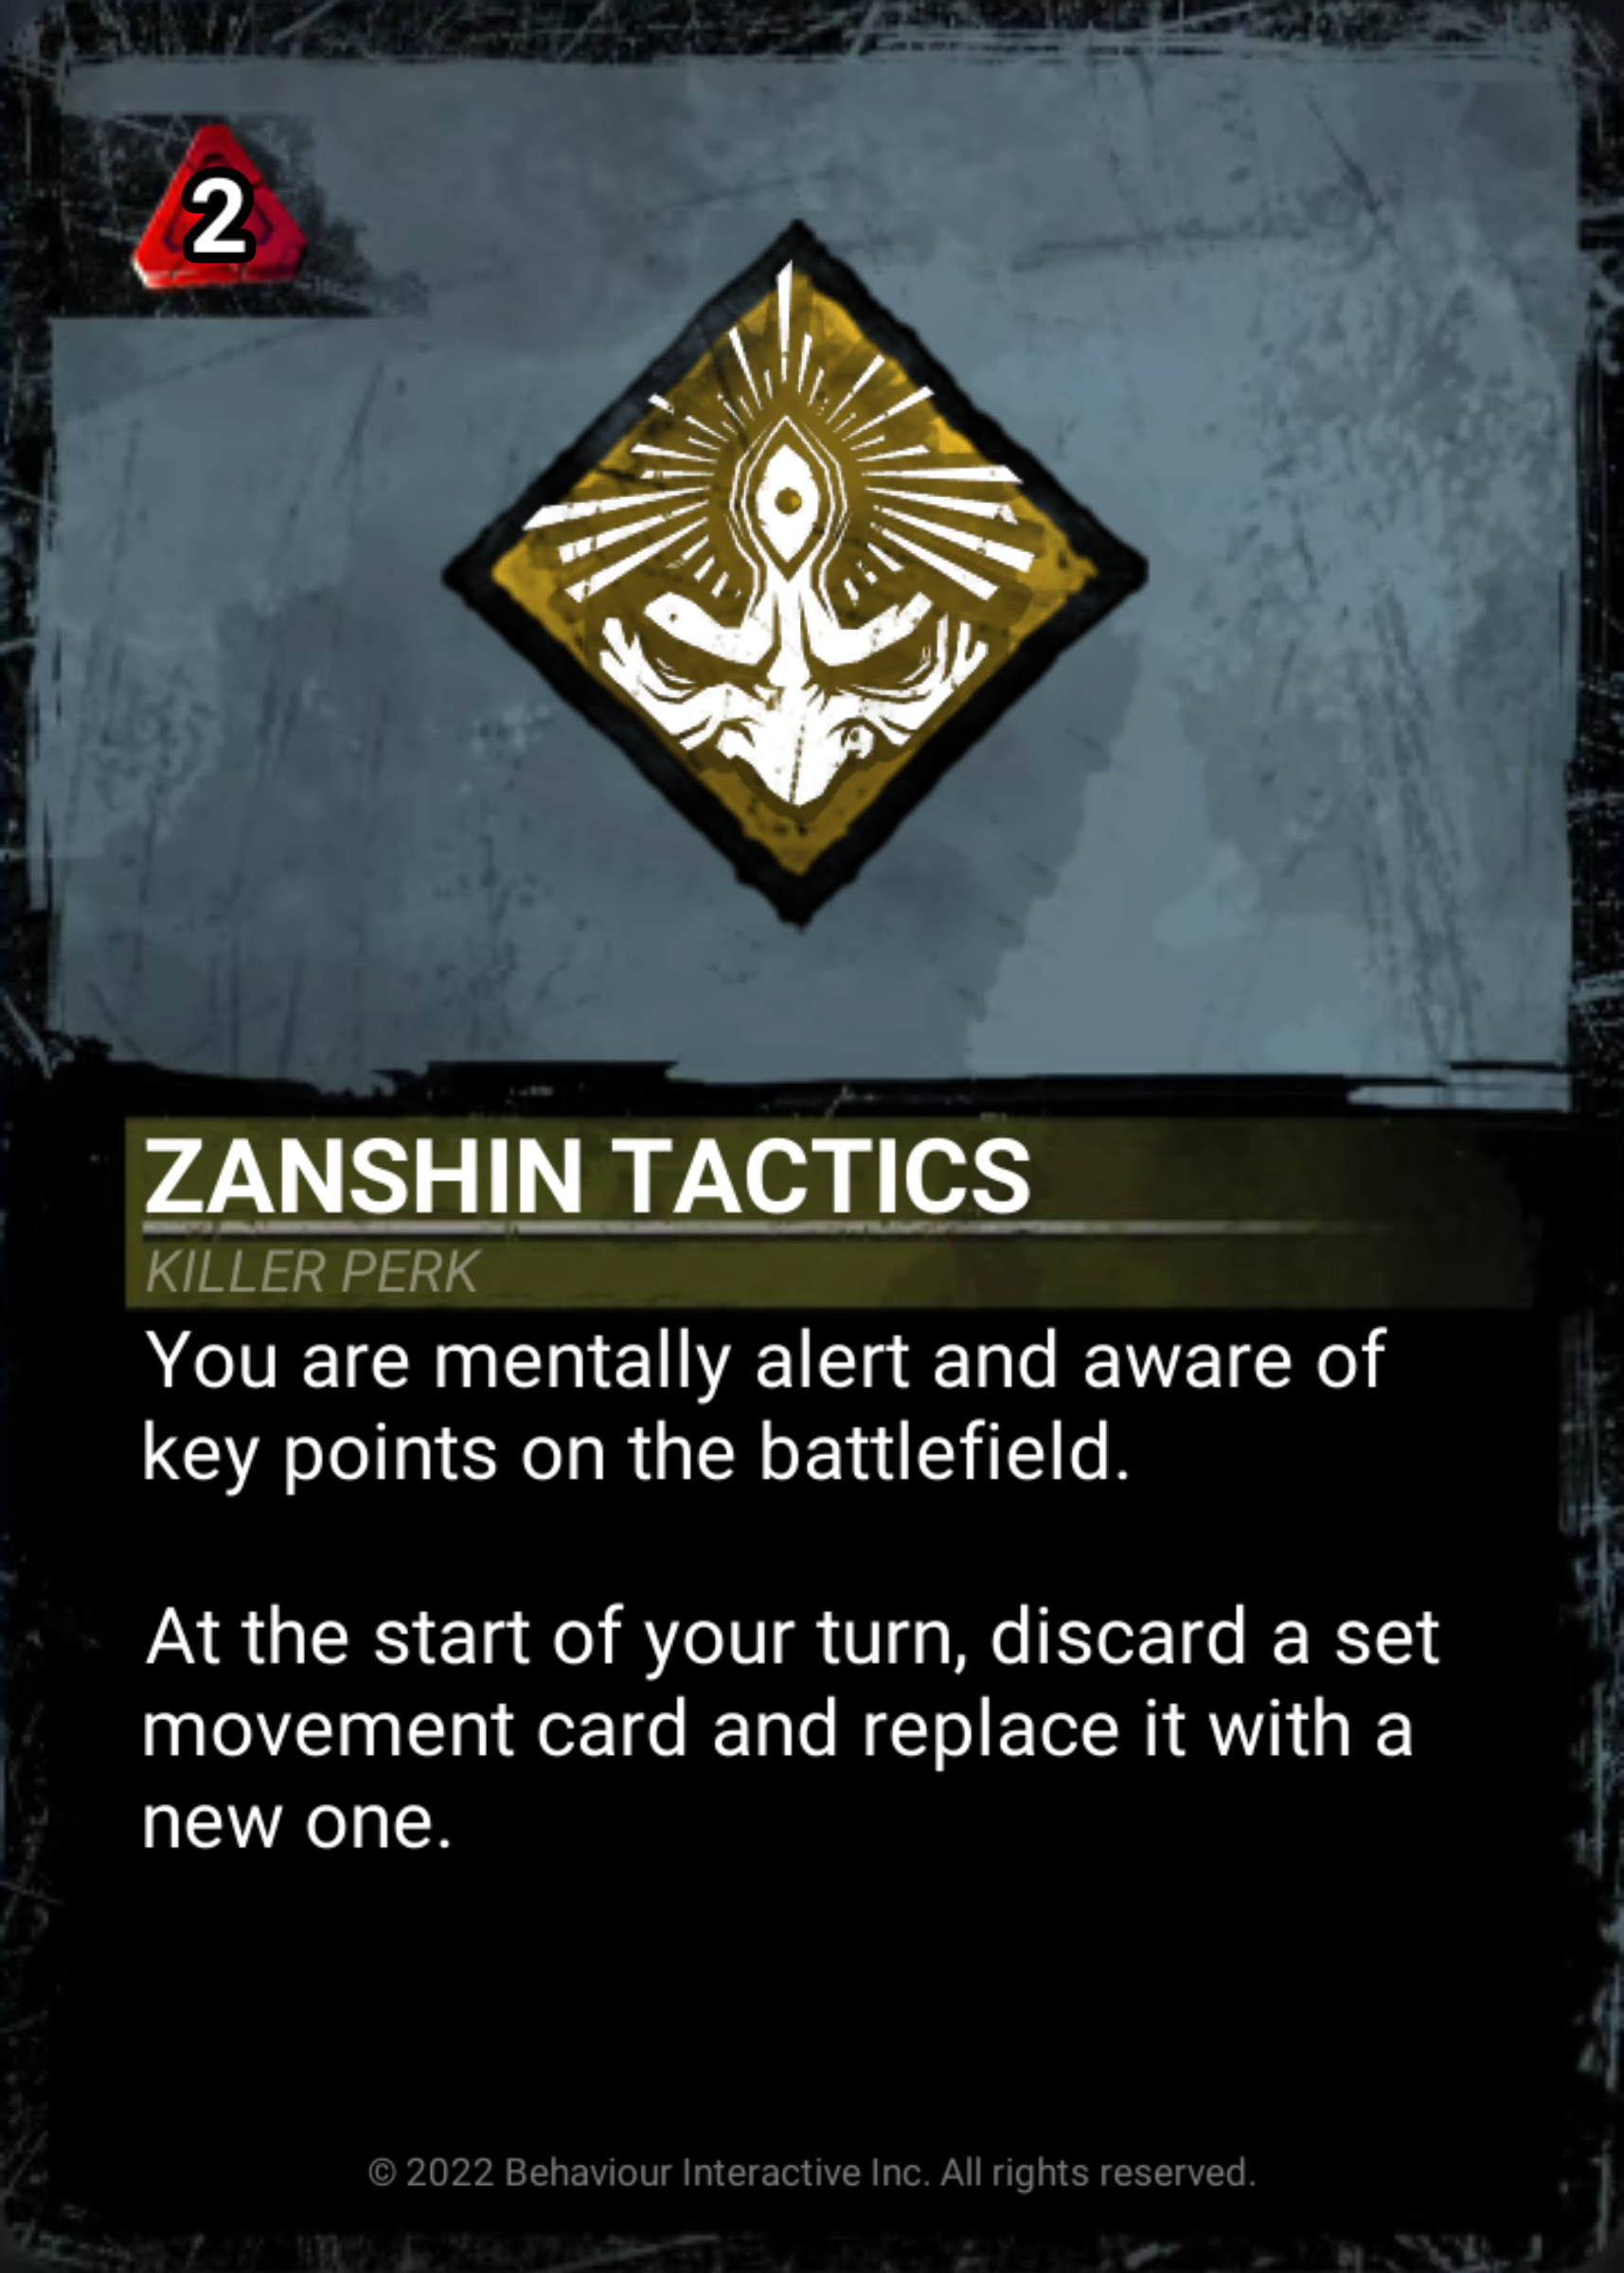 2
ZANSHIN TACTICS
KILLER PERK
You are mentally alert and aware of
key points on the battlefield.
At the start of your turn, discard a set
movement card and replace it with a
new one.
© 2022 Behaviour Interactive Inc. All rights reserved.